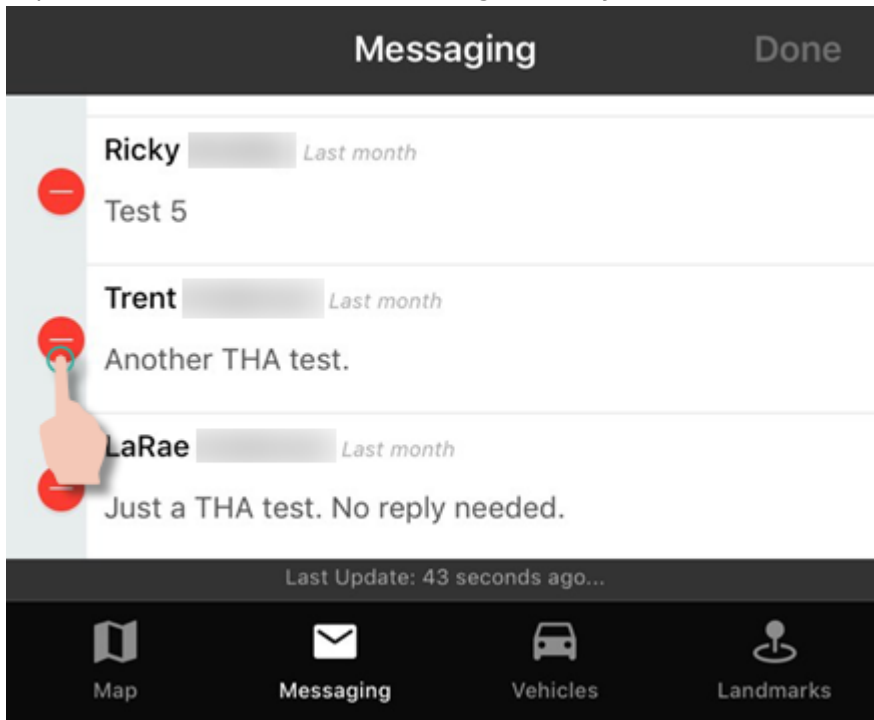 Messaging Done
Ricky Last month
Test 5
Trent Last month
Another THA test.
LaRae Last month
Just a THA test. No reply needed.
Last Update: 43 seconds ago...
Map Messaging Vehicles Landmarks